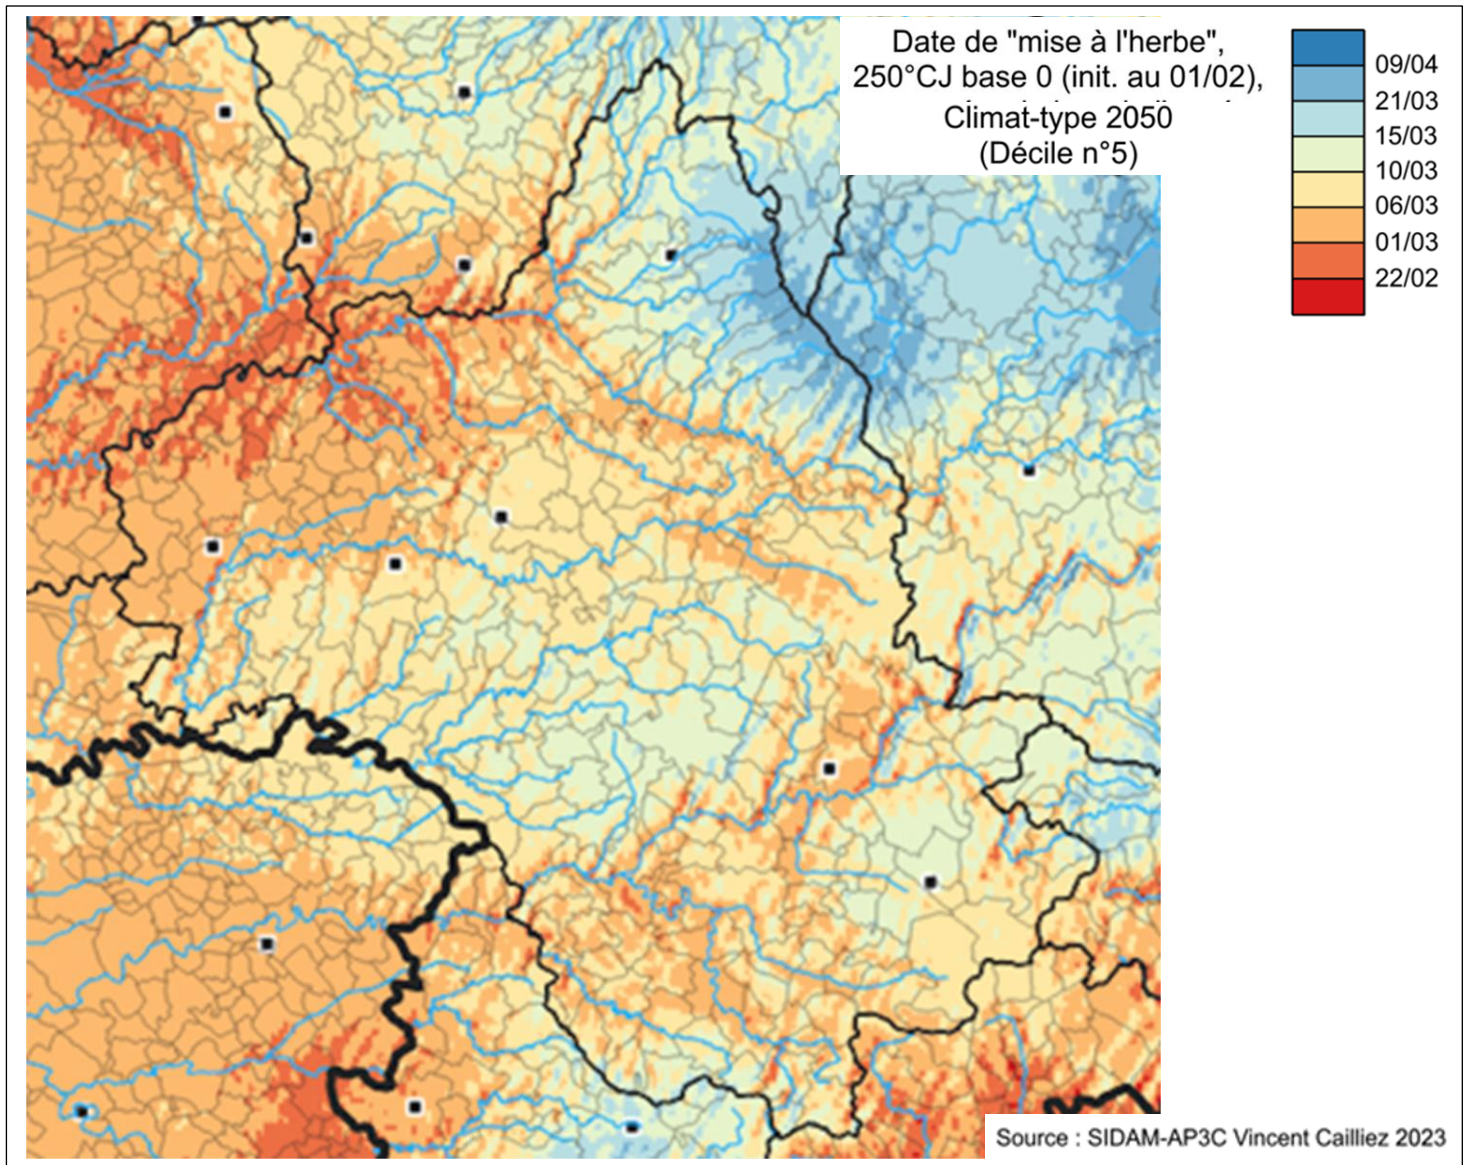 Date de "mise à l'herbe",
250°CJ base 0 (init. au 01/02),
Climat-type 2050
(Décile n°5)
09/04
21/03
15/03
10/03
06/03
01/03
22/02
Source : SIDAM-AP3C Vincent Cailliez 2023